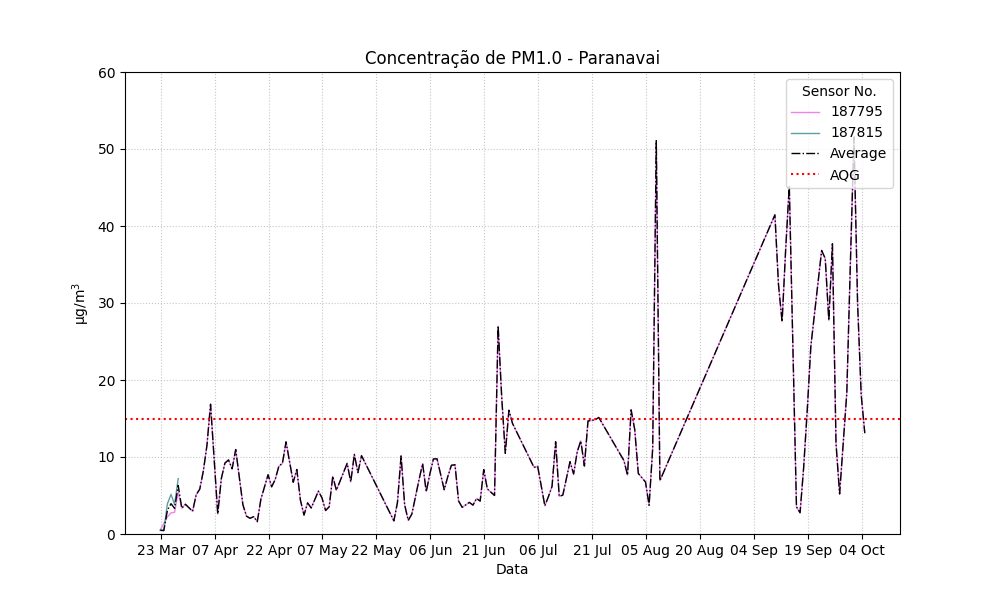 Concentração de PM1.0 - Paranavai
Sensor No.
187795
187815
Average
AQG
60
50
40
30
20
10
0
µg/m³
23 Mar 07 Apr 22 Apr 07 May 22 May 06 Jun 21 Jun 06 Jul 21 Jul 05 Aug 20 Aug 04 Sep 19 Sep 04 Oct
Data